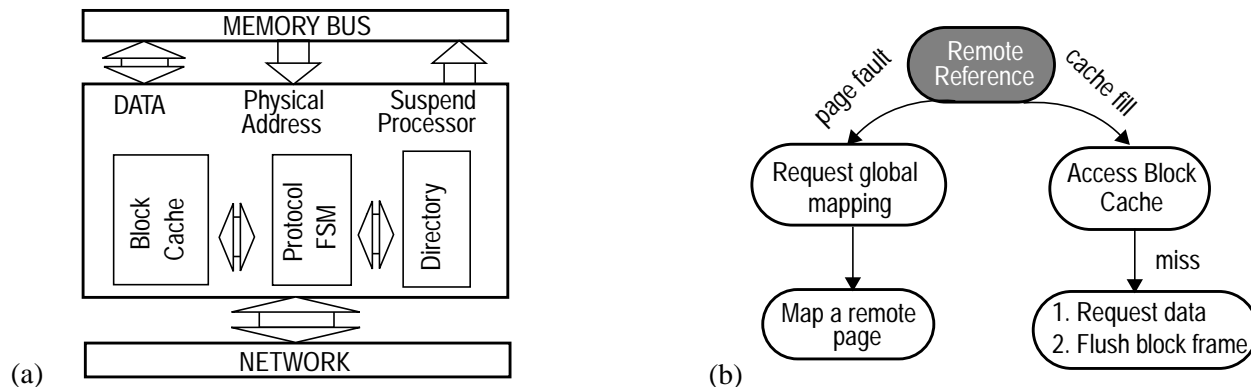 MEMORY BUS
DATA
Physical
Address
Suspend
Processor
Block
Cache
Protocol
FSM
Directory
NETWORK
(a)
Remote
Reference
page fault
cache fill
Request global
mapping
Access Block
Cache
miss
Map a remote
page
1. Request data
2. Flush block frame
(b)